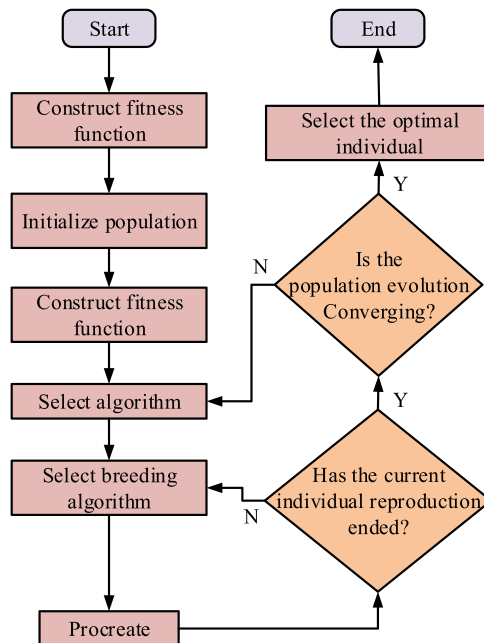 Start
Construct fitness
function
Initialize population
Construct fitness
function
Select algorithm
Select breeding
algorithm
Procreate
Has the current
individual reproduction
ended?
N
Y
Is the
population evolution
Converging?
N
Y
Select the optimal
individual
End